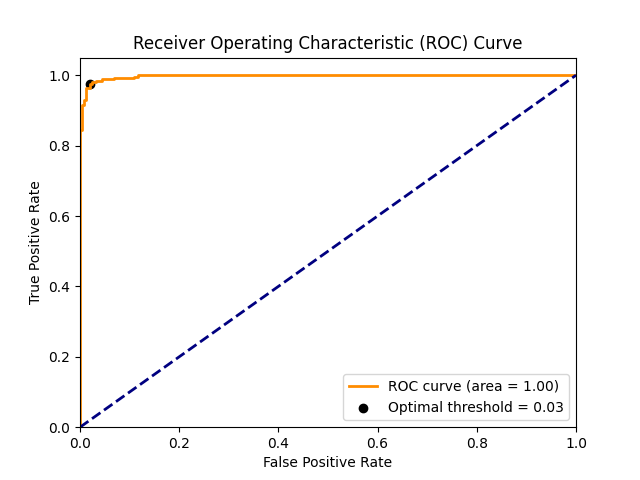 Receiver Operating Characteristic (ROC) Curve
1.0
0.8
0.6
0.4
0.2
0.0
True Positive Rate
ROC curve (area = 1.00)
Optimal threshold = 0.03
0.0 0.2 0.4 0.6 0.8 1.0
False Positive Rate